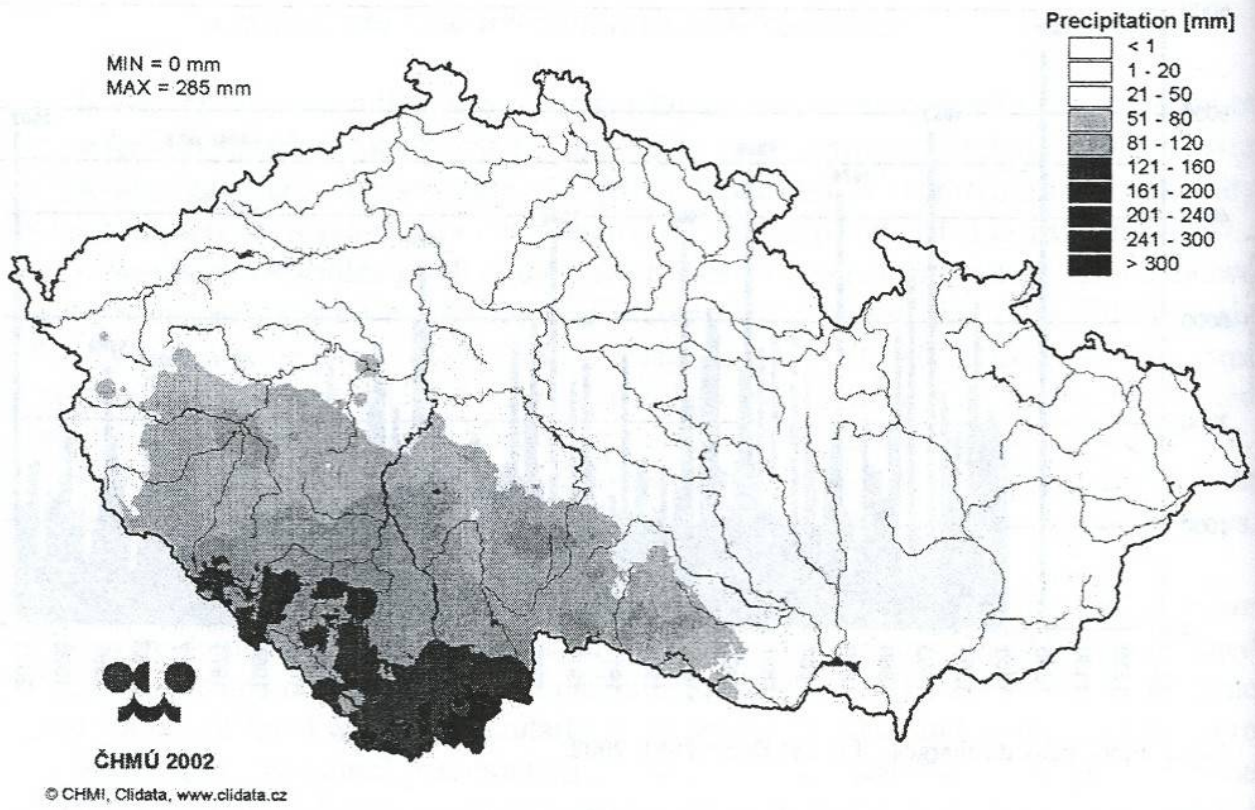 Precipitation [mm]
< 1
1 - 20
21 - 50
51 - 80
81 - 120
121 - 160
161 - 200
201 - 240
241 - 300
> 300
MIN = 0 mm
MAX = 285 mm
ČHMÚ 2002
© CHMI, Clidata, www.clidata.cz